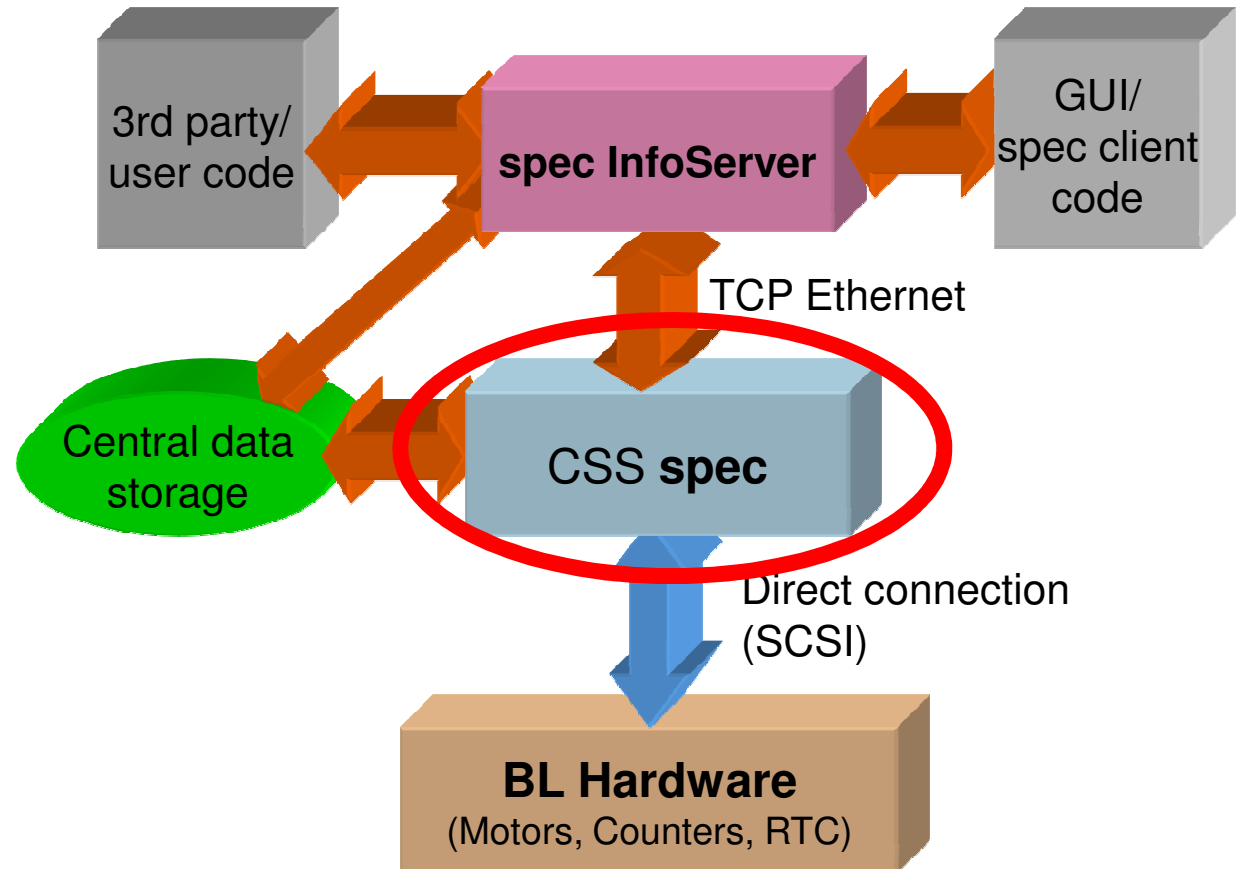 3rd party/
user code
spec InfoServer
GUI/
spec client
code
TCP Ethernet
Central data
storage
CSS spec
Direct connection
(SCSI)
BL Hardware
(Motors, Counters, RTC)